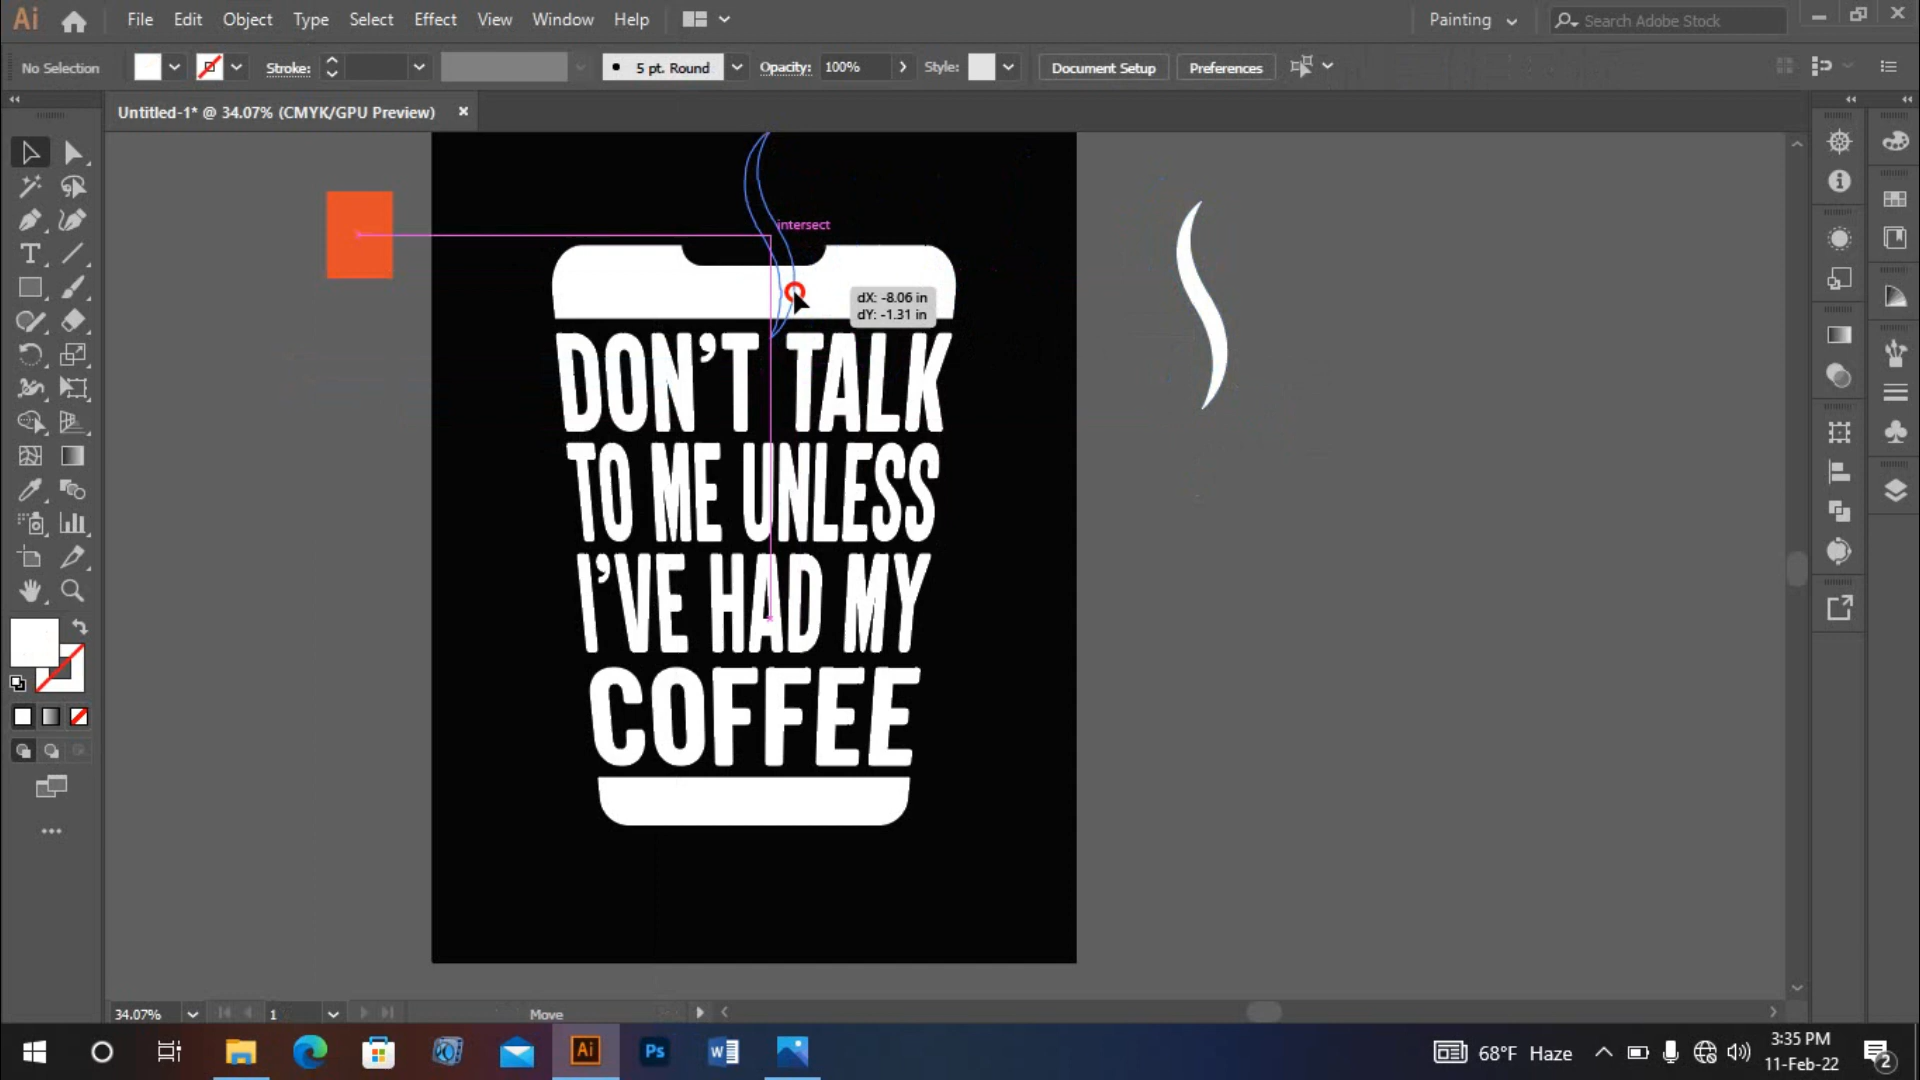 Ai File Edit Object Type Select Effect View Window Help Painting Search Adobe Stock
No Selection Stroke: 5 pt. Round Opacity: 100% Style: Document Setup Preferences
Untitled-1* @ 34.07% (CMYK/GPU Preview)
intersect
dX: -8.06 in
dY: -1.31 in
DON'T TALK
TO ME UNLESS
I'VE HAD MY
COFFEE
34.07% 1 Move
Ai Ps W 68°F Haze 3:35 PM
11-Feb-22
2